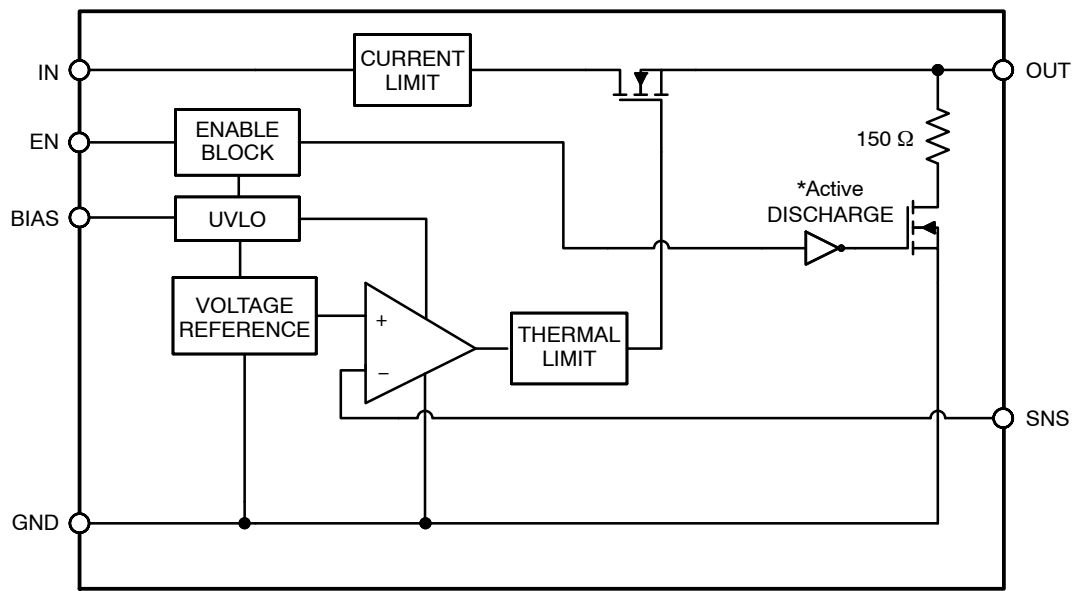 CURRENT
LIMIT
IN
OUT
EN
ENABLE
BLOCK
150 Ω
*Active
DISCHARGE
BIAS
UVLO
VOLTAGE
REFERENCE
+
−
THERMAL
LIMIT
SNS
GND